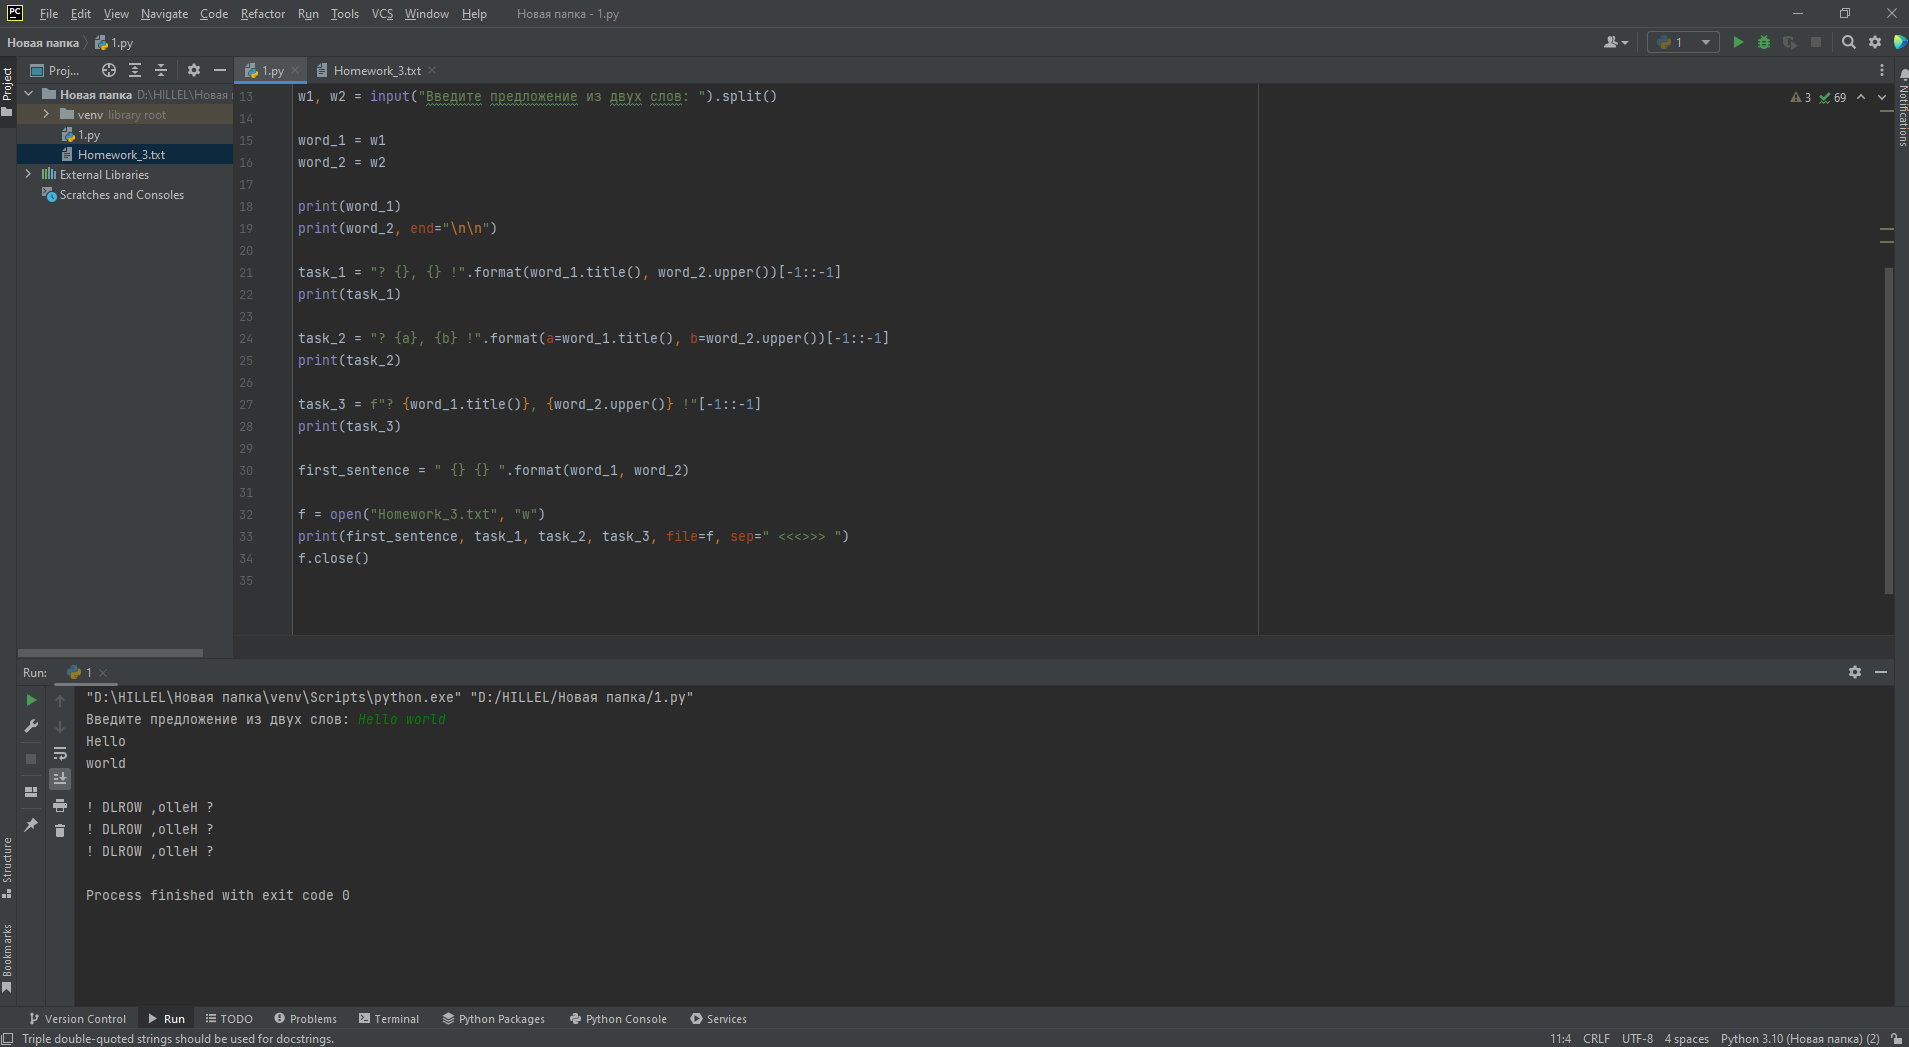 PC File Edit View Navigate Code Refactor Run Tools VCS Window Help Новая папка - 1.py
Новая папка 1.py 1
Proj... 1.py Homework_3.txt
Project
Новая папка D:\HILLEL\Новая
venv library root
1.py
Homework_3.txt
External Libraries
Scratches and Consoles
3 69
Notifications
13 w1, w2 = input("Введите предложение из двух слов: ").split()
14
15 word_1 = w1
16 word_2 = w2
17
18 print(word_1)
19 print(word_2, end="\n\n")
20
21 task_1 = "? {}, {} !".format(word_1.title(), word_2.upper())[-1::-1]
22 print(task_1)
23
24 task_2 = "? {a}, {b} !".format(a=word_1.title(), b=word_2.upper())[-1::-1]
25 print(task_2)
26
27 task_3 = f"? {word_1.title()}, {word_2.upper()} !"[-1::-1]
28 print(task_3)
29
30 first_sentence = " {} {} ".format(word_1, word_2)
31
32 f = open("Homework_3.txt", "w")
33 print(first_sentence, task_1, task_2, task_3, file=f, sep=" <<<>>> ")
34 f.close()
35
Run: 1
"D:\HILLEL\Новая папка\venv\Scripts\python.exe" "D:/HILLEL/Новая папка/1.py"
Введите предложение из двух слов: Hello world
Hello
world
! DLROW ,olleH ?
! DLROW ,olleH ?
! DLROW ,olleH ?
Process finished with exit code 0
Structure
Bookmarks
Version Control Run TODO Problems Terminal Python Packages Python Console Services
Triple double-quoted strings should be used for docstrings. 11:4 CRLF UTF-8 4 spaces Python 3.10 (Новая папка) (2)